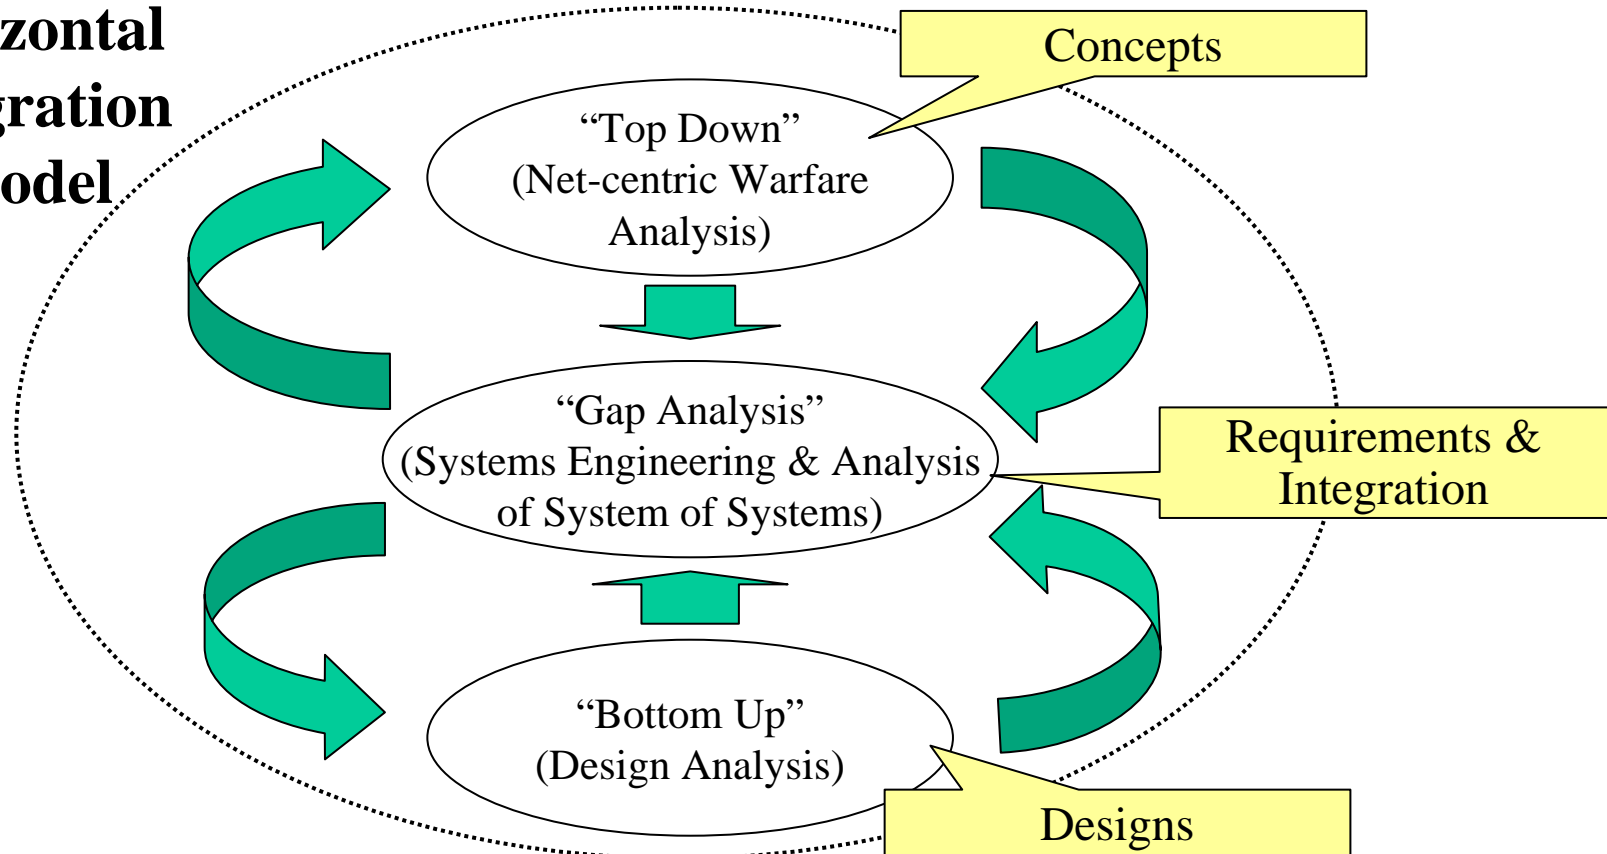 zontal
gration
odel
Concepts
“Top Down”
(Net-centric Warfare
Analysis)
“Gap Analysis”
(Systems Engineering & Analysis
of System of Systems)
Requirements &
Integration
“Bottom Up”
(Design Analysis)
Designs